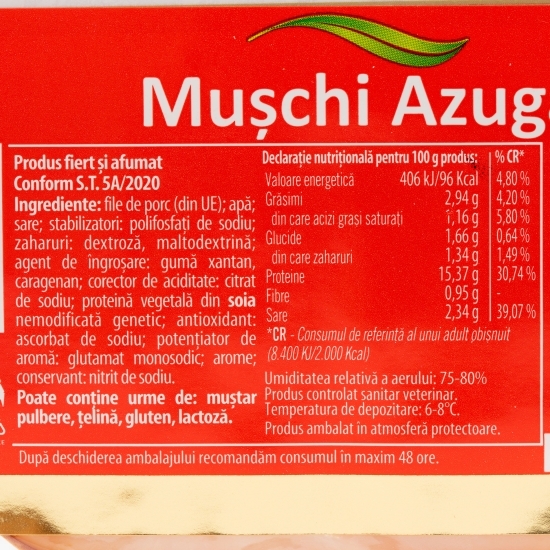 Mușchi Azug
Produs fiert și afumat
Conform S.T. 5A/2020
Ingrediente: file de porc (din UE); apă;
sare; stabilizatori: polifosfați de sodiu;
zaharuri: dextroză, maltodextrină;
agent de îngroșare: gumă xantan,
caragenan; corector de aciditate: citrat
de sodiu; proteină vegetală din soia
nemodificată genetic; antioxidant:
ascorbat de sodiu; potențiator de
aromă: glutamat monosodic; arome;
conservant: nitrit de sodiu.
Poate conține urme de: muștar
pulbere, țelină, gluten, lactoză.
Declarație nutrițională pentru 100 g produs: % CR*
Valoare energetică 406 kJ/96 Kcal 4,80 %
Grăsimi 2,94 g 4,20 %
din care acizi grași saturați 1,16 g 5,80 %
Glucide 1,66 g 0,64 %
din care zaharuri 1,34 g 1,49 %
Proteine 15,37 g 30,74 %
Fibre 0,95 g -
Sare 2,34 g 39,07 %
*CR - Consumul de referință al unui adult obișnuit
(8.400 KJ/2.000 Kcal)
Umiditatea relativă a aerului: 75-80%
Produs controlat sanitar veterinar.
Temperatura de depozitare: 6-8°C.
Produs ambalat în atmosferă protectoare.
După deschiderea ambalajului recomandăm consumul în maxim 48 ore.